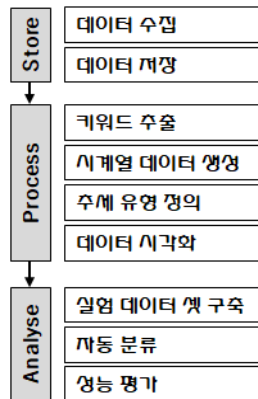 Store
데이터 수집
데이터 저장
Process
키워드 추출
시계열 데이터 생성
추세 유형 정의
데이터 시각화
Analyse
실험 데이터 셋 구축
자동 분류
성능 평가